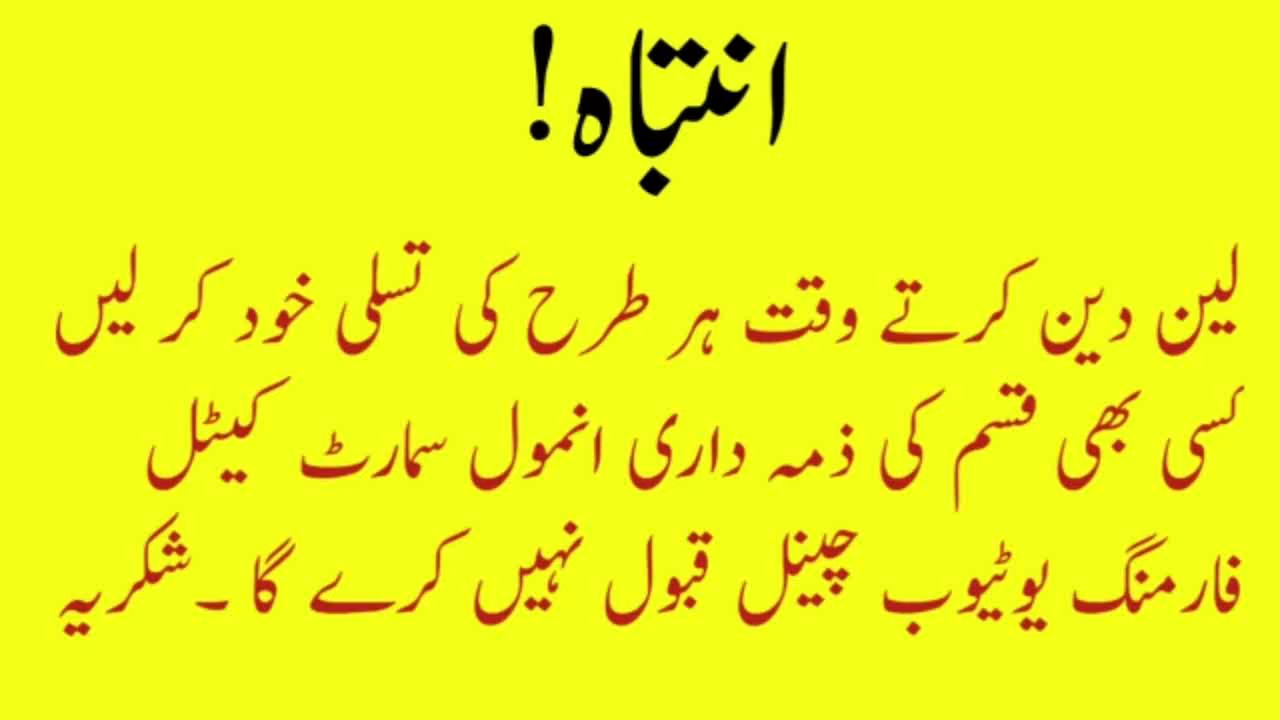 انتباہ!
لین دین کرتے وقت ہر طرح کی تسلی خود کر لیں
کسی بھی قسم کی ذمہ داری انمول سمارٹ کیٹل
فارمنگ یوٹیوب چینل قبول نہیں کرے گا ۔شکریہ